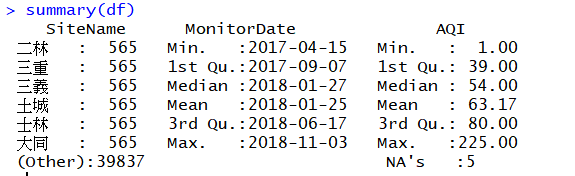 > summary(df)
SiteName MonitorDate AQI
二林 : 565 Min. :2017-04-15 Min. : 1.00
三重 : 565 1st Qu.:2017-09-07 1st Qu.: 39.00
三義 : 565 Median :2018-01-27 Median : 54.00
土城 : 565 Mean :2018-01-25 Mean : 63.17
士林 : 565 3rd Qu.:2018-06-17 3rd Qu.: 80.00
大同 : 565 Max. :2018-11-03 Max. :225.00
(Other):39837 NA's :5